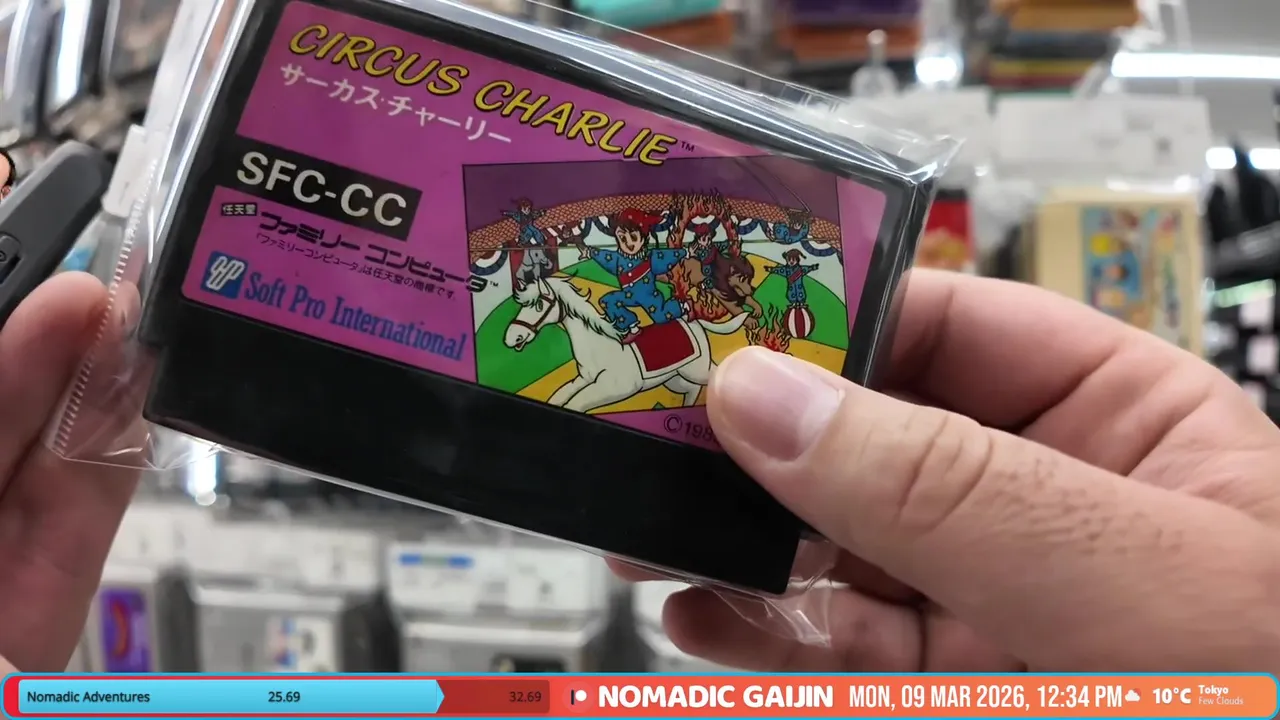 CIRCUS CHARLIE™
サーカス・チャーリー
SFC-CC
任天堂 ファミリー コンピュータ™
「ファミリーコンピュータ」は任天堂の商標です.
Soft Pro International
Nomadic Adventures 25.69 32.69
NOMADIC GAIJIN
MON, 09 MAR 2026, 12:34 PM
10°C
Tokyo
Few Clouds